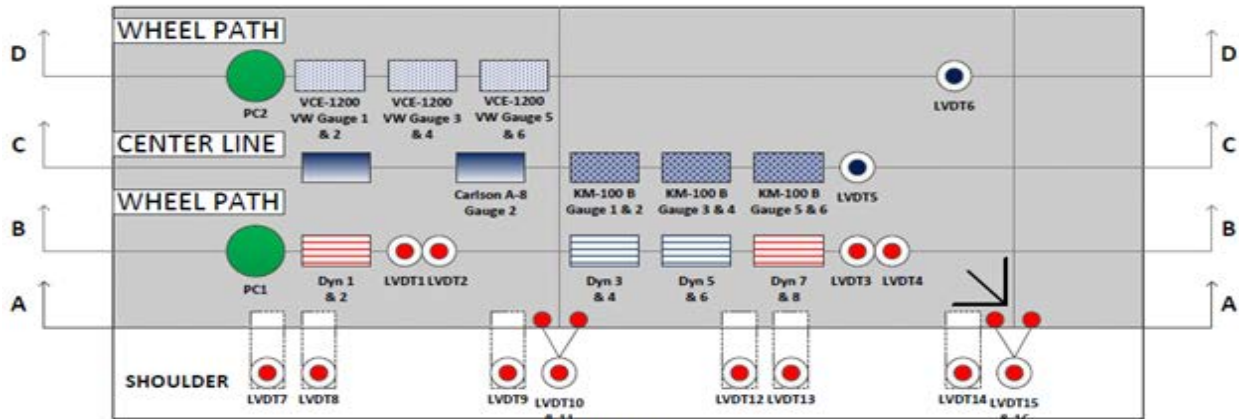 WHEEL PATH
D
D
PC2
VCE-1200
VW Gauge 1
& 2
VCE-1200
VW Gauge 3
& 4
VCE-1200
VW Gauge 5
& 6
LVDT6
C
CENTER LINE
C
Carlson A-8
Gauge 2
KM-100 B
Gauge 1 & 2
KM-100 B
Gauge 3 & 4
KM-100 B
Gauge 5 & 6
LVDT5
WHEEL PATH
B
B
PC1
Dyn 1
& 2
LVDT1
LVDT2
Dyn 3
& 4
Dyn 5
& 6
Dyn 7
& 8
LVDT3
LVDT4
A
A
SHOULDER
LVDT7
LVDT8
LVDT9
LVDT10
LVDT12
LVDT13
LVDT14
LVDT15